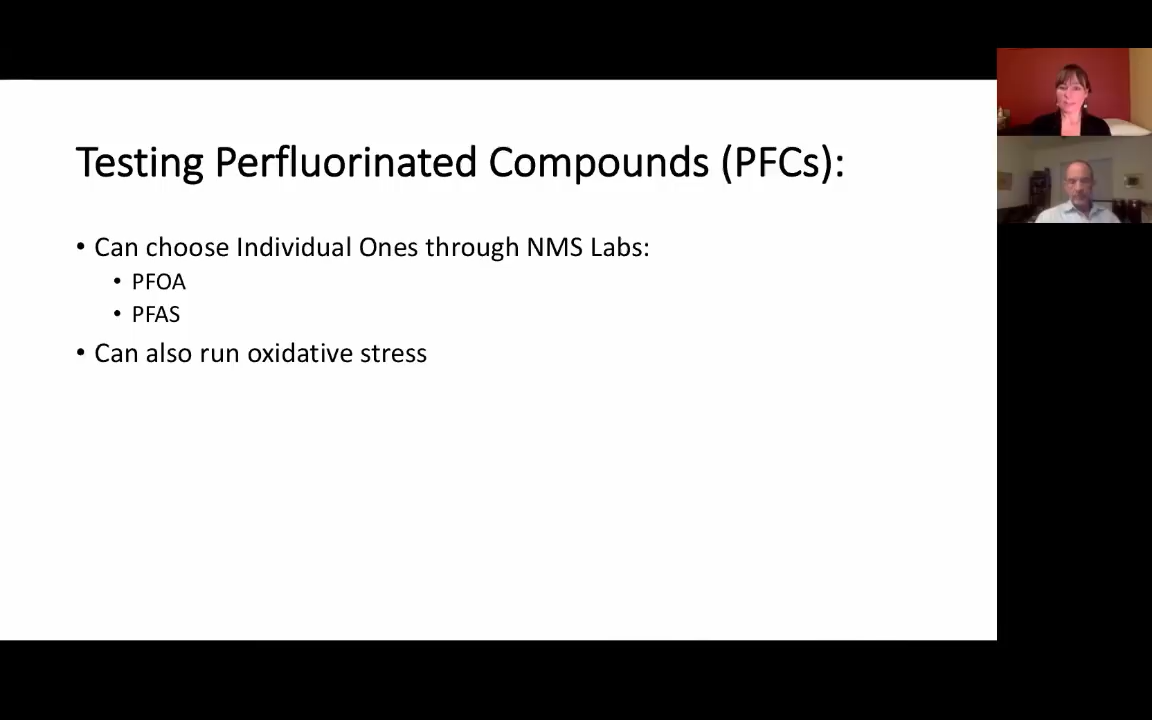 Testing Perfluorinated Compounds (PFCs):
• Can choose Individual Ones through NMS Labs:
• PFOA
• PFAS
• Can also run oxidative stress